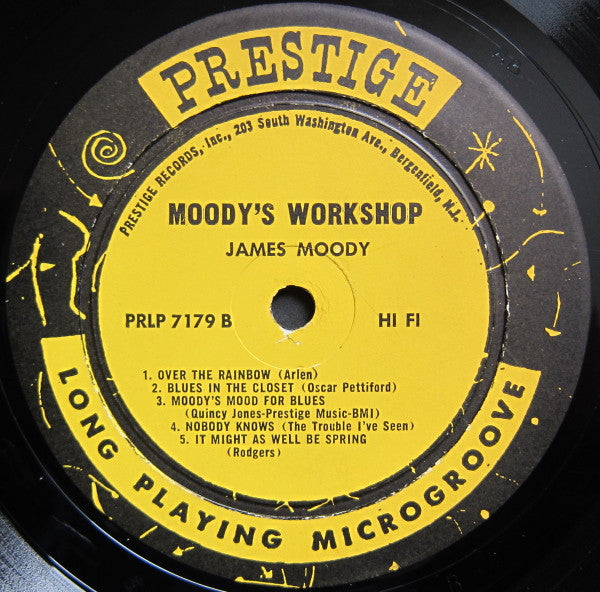 PRESTIGE
PRESTIGE RECORDS, Inc., 203 South Washington Ave., Bergenfield, N.J.
MOODY'S WORKSHOP
JAMES MOODY
PRLP 7179 B HI FI
1. OVER THE RAINBOW (Arlen)
2. BLUES IN THE CLOSET (Oscar Pettiford)
3. MOODY'S MOOD FOR BLUES
(Quincy Jones-Prestige Music-BMI)
4. NOBODY KNOWS (The Trouble I've Seen)
5. IT MIGHT AS WELL BE SPRING
(Rodgers)
LONG PLAYING MICROGROOVE